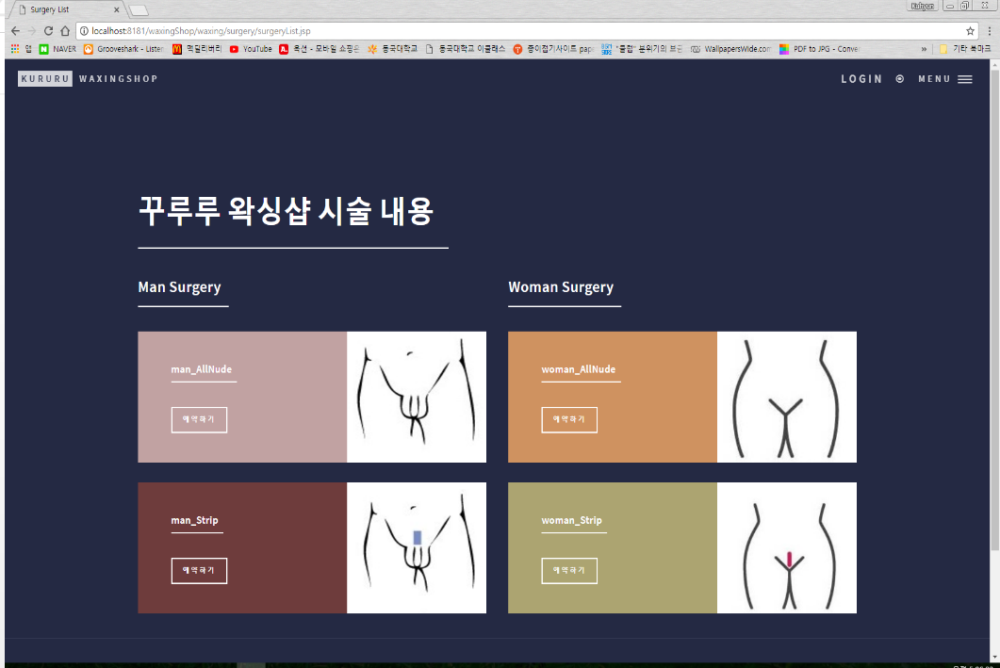 Surgery List
Kuhyun
localhost:8181/waxingShop/waxing/surgery/surgeryList.jsp
앱 NAVER Grooveshark - Listen 맥딜리버리 YouTube 옥션 - 모바일 쇼핑은 동국대학교 동국대학교 이클래스 종이접기사이트 pap "클럽" 분위기의 브금 WallpapersWide.com PDF to JPG – Conver » 기타 북마크
KURURU WAXINGSHOP LOGIN MENU
꾸루루 왁싱샵 시술 내용
Man Surgery Woman Surgery
man_AllNude woman_AllNude
예약하기 예약하기
man_Strip woman_Strip
예약하기 예약하기